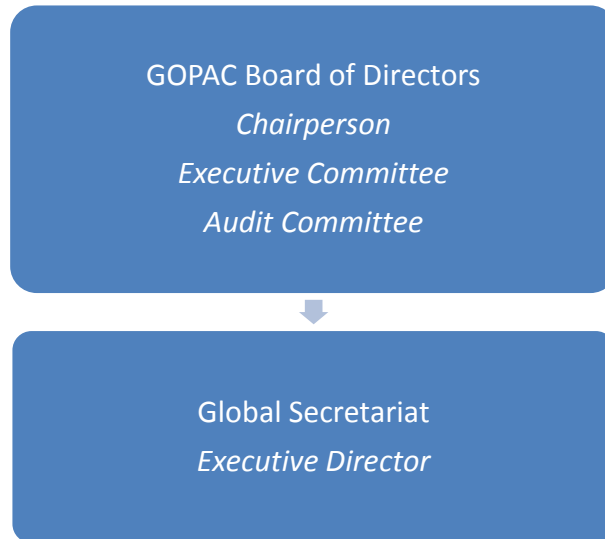 GOPAC Board of Directors
Chairperson
Executive Committee
Audit Committee
Global Secretariat
Executive Director